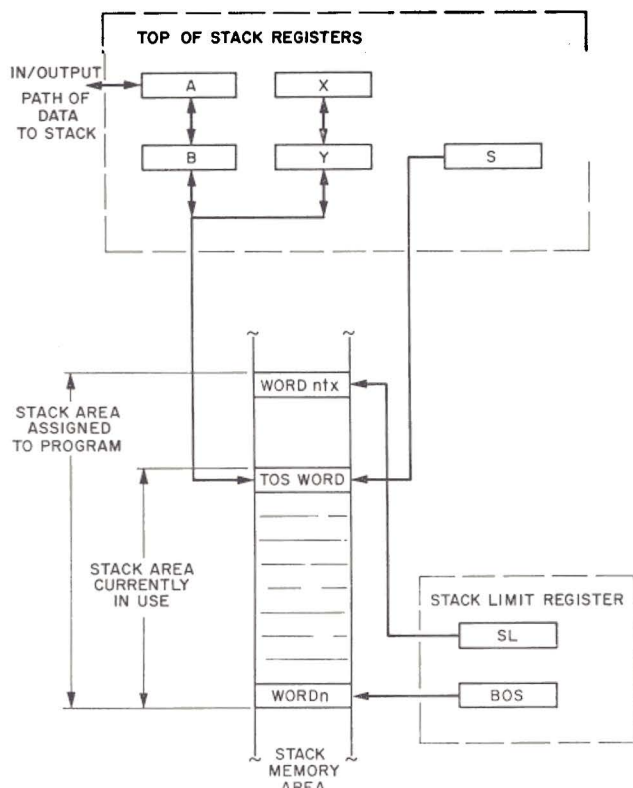 TOP OF STACK REGISTERS
IN/OUTPUT
PATH OF
DATA
TO STACK
A
X
B
Y
S
WORD ntx
STACK AREA
ASSIGNED
TO PROGRAM
TOS WORD
STACK AREA
CURRENTLY
IN USE
STACK LIMIT REGISTER
SL
WORDn
BOS
STACK
MEMORY
AREA